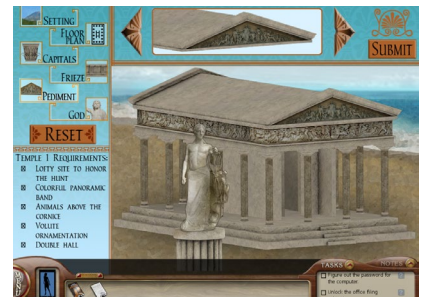 SETTING
FLOOR
PLAN
CAPITALS
FRIEZE
PEDIMENT
GOD
RESET
SUBMIT
TEMPLE 1 REQUIREMENTS:
LOFTY SITE TO HONOR
THE HUNT
COLORFUL PANORAMIC
BAND
ANIMALS ABOVE THE
CORNICE
VOLUTE
ORNAMENTATION
DOUBLE HALL
MENU
TASKS
NOTES
Figure out the password for
the computer.
Unlock the office filing